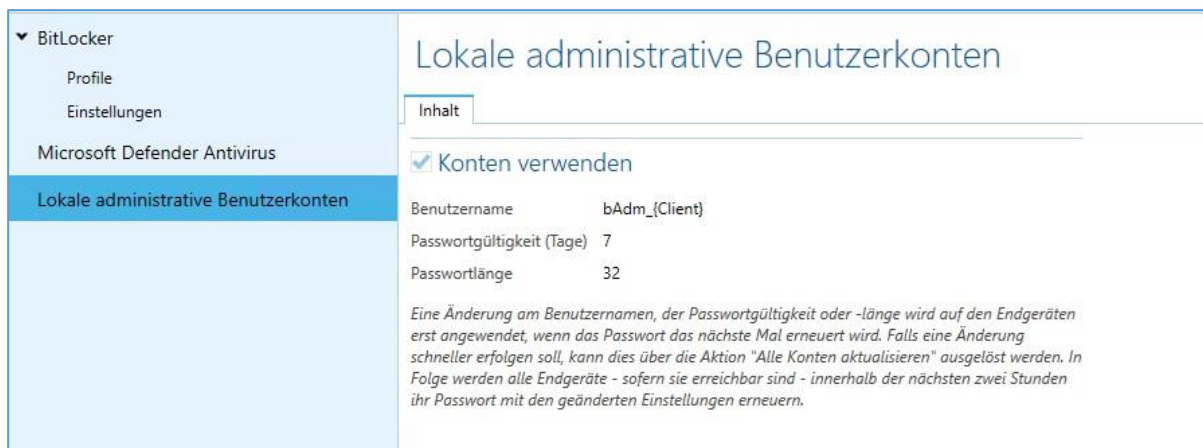 BitLocker
Profile
Einstellungen
Microsoft Defender Antivirus
Lokale administrative Benutzerkonten
Lokale administrative Benutzerkonten
Inhalt
Konten verwenden
Benutzername bAdm_{Client}
Passwortgültigkeit (Tage) 7
Passwortlänge 32
Eine Änderung am Benutzernamen, der Passwortgültigkeit oder -länge wird auf den Endgeräten
erst angewendet, wenn das Passwort das nächste Mal erneuert wird. Falls eine Änderung
schneller erfolgen soll, kann dies über die Aktion "Alle Konten aktualisieren" ausgelöst werden. In
Folge werden alle Endgeräte - sofern sie erreichbar sind - innerhalb der nächsten zwei Stunden
ihr Passwort mit den geänderten Einstellungen erneuern.